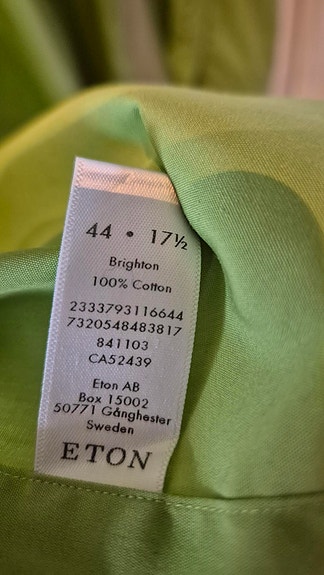 44 • 17½
Brighton
100% Cotton
2333793116644
7320548483817
841103
CA52439
Eton AB
Box 15002
50771 Gånghester
Sweden
ETON